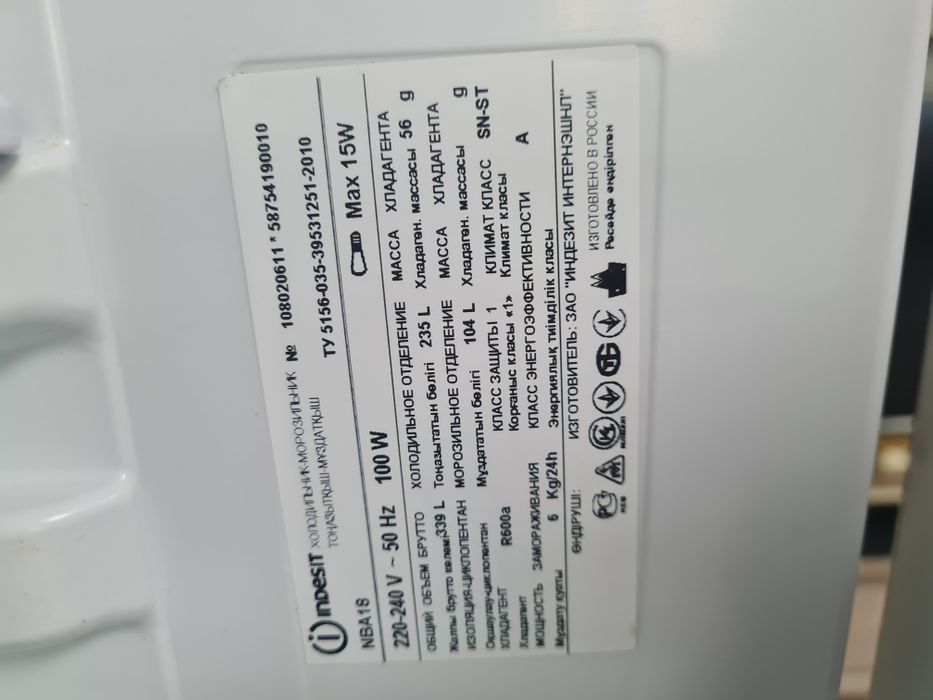 indesit ХОЛОДИЛЬНИК-МОРОЗИЛЬНИК № 108020611 * 58754190010
ТОҢАЗЫТҚЫШ-МҰЗДАТҚЫШ ТУ 5156-035-39531251-2010
NBA18
220-240 V ~ 50 Hz 100 W Max 15W
ОБЩИЙ ОБЪЕМ БРУТТО ХОЛОДИЛЬНОЕ ОТДЕЛЕНИЕ МАССА ХЛАДАГЕНТА
Жалпы брутто көлемі 339 L Тоңазытатын бөлігі 235 L Хладаген. массасы 56 g
ИЗОЛЯЦИЯ-ЦИКЛОПЕНТАН МОРОЗИЛЬНОЕ ОТДЕЛЕНИЕ МАССА ХЛАДАГЕНТА
Оқшаулау-циклопентан Мұздататын бөлігі 104 L Хладаген. массасы g
ХЛАДАГЕНТ R600a КЛАСС ЗАЩИТЫ 1 КЛИМАТ КЛАСС SN-ST
Хладагент Қорғаныс класы «1» Климат класы
МОЩНОСТЬ ЗАМОРАЖИВАНИЯ КЛАСС ЭНЕРГОЭФФЕКТИВНОСТИ A
Мұздату қуаты 6 Kg/24h Энергиялық тиімділік класы
ӨНДІРУШІ: ИЗГОТОВИТЕЛЬ: ЗАО "ИНДЕЗИТ ИНТЕРНЭШНЛ"
ИЗГОТОВЛЕНО В РОССИИ
Ресейде өндірілген